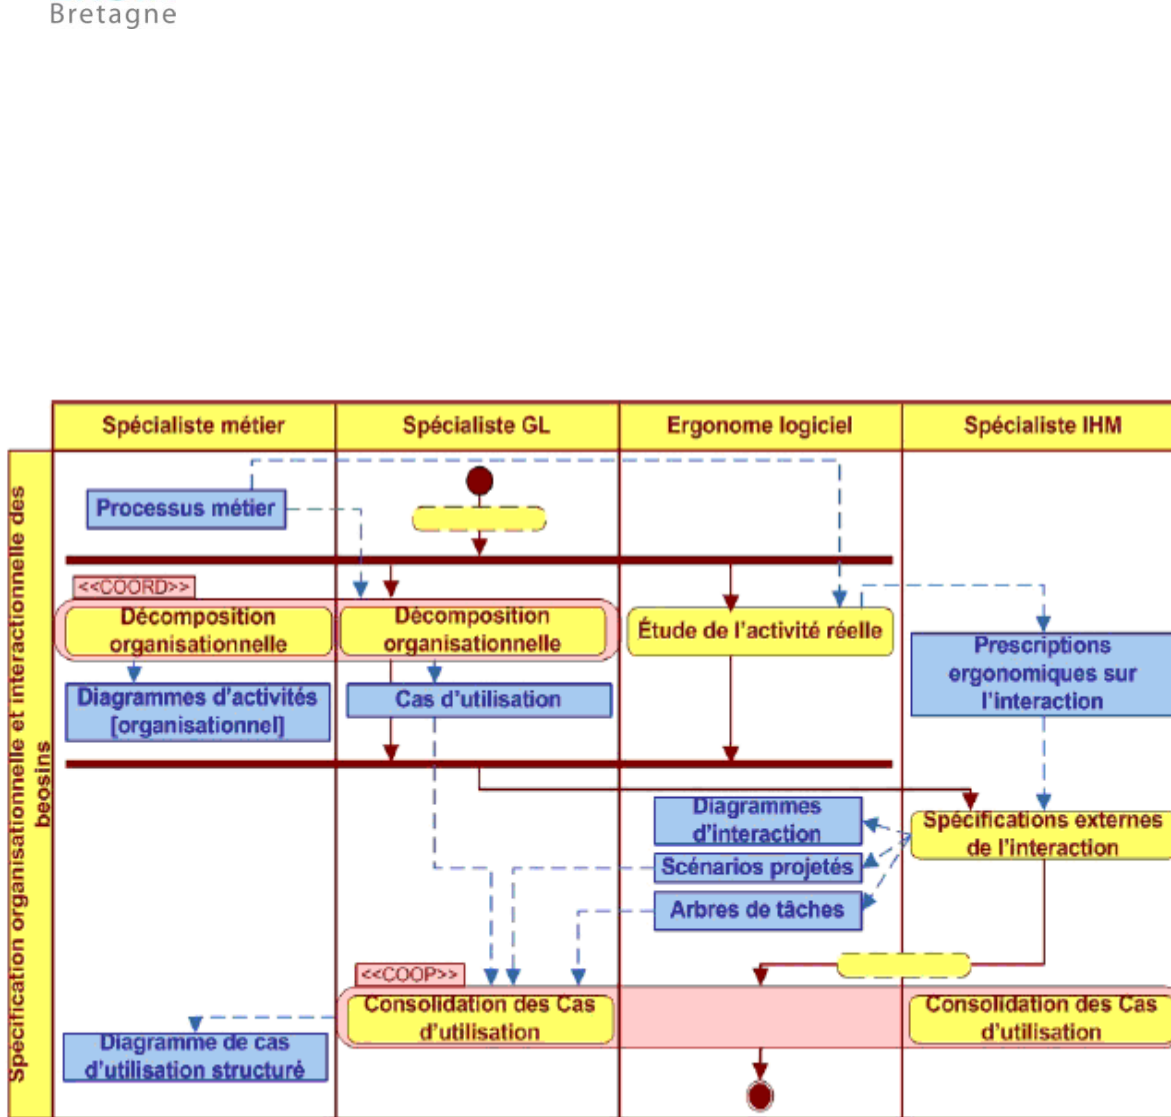 Bretagne
Spécialiste métier
Spécialiste GL
Ergonome logiciel
Spécialiste IHM
Spécification organisationnelle et interactionnelle des
beosins
Processus métier
<<COORD>>
Décomposition
organisationnelle
Décomposition
organisationnelle
Étude de l'activité réelle
Prescriptions
ergonomiques sur
l'interaction
Diagrammes d'activités
[organisationnel]
Cas d'utilisation
Diagrammes
d'interaction
Spécifications externes
de l'interaction
Scénarios projetés
Arbres de tâches
<<COOP>>
Consolidation des Cas
d'utilisation
Consolidation des Cas
d'utilisation
Diagramme de cas
d'utilisation structuré